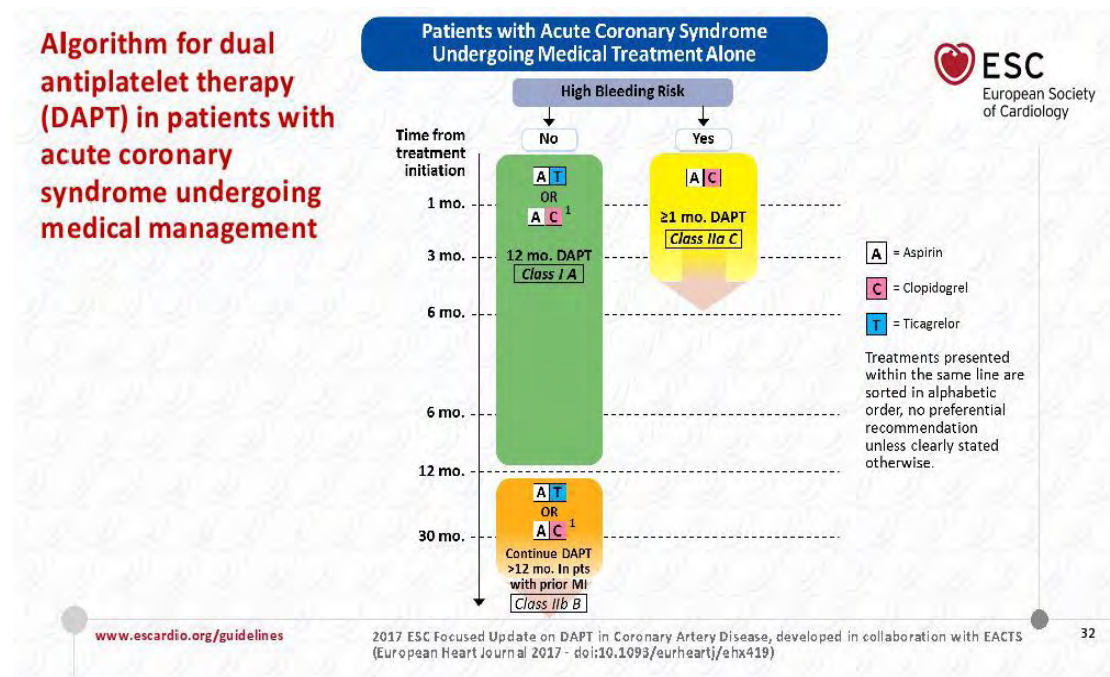 Algorithm for dual
antiplatelet therapy
(DAPT) in patients with
acute coronary
syndrome undergoing
medical management
Patients with Acute Coronary Syndrome
Undergoing Medical Treatment Alone
ESC
European Society
of Cardiology
High Bleeding Risk
No
Yes
Time from
treatment
initiation
1 mo.
3 mo.
6 mo.
6 mo.
12 mo.
30 mo.
A T
OR
A C 1
12 mo. DAPT
Class I A
A C
≥1 mo. DAPT
Class IIa C
A T
OR
A C 1
Continue DAPT
>12 mo. In pts
with prior MI
Class IIb B
A = Aspirin
C = Clopidogrel
T = Ticagrelor
Treatments presented
within the same line are
sorted in alphabetic
order, no preferential
recommendation
unless clearly stated
otherwise.
www.escardio.org/guidelines
2017 ESC Focused Update on DAPT in Coronary Artery Disease, developed in collaboration with EACTS
(European Heart Journal 2017 - doi:10.1093/eurheartj/ehx419)
32